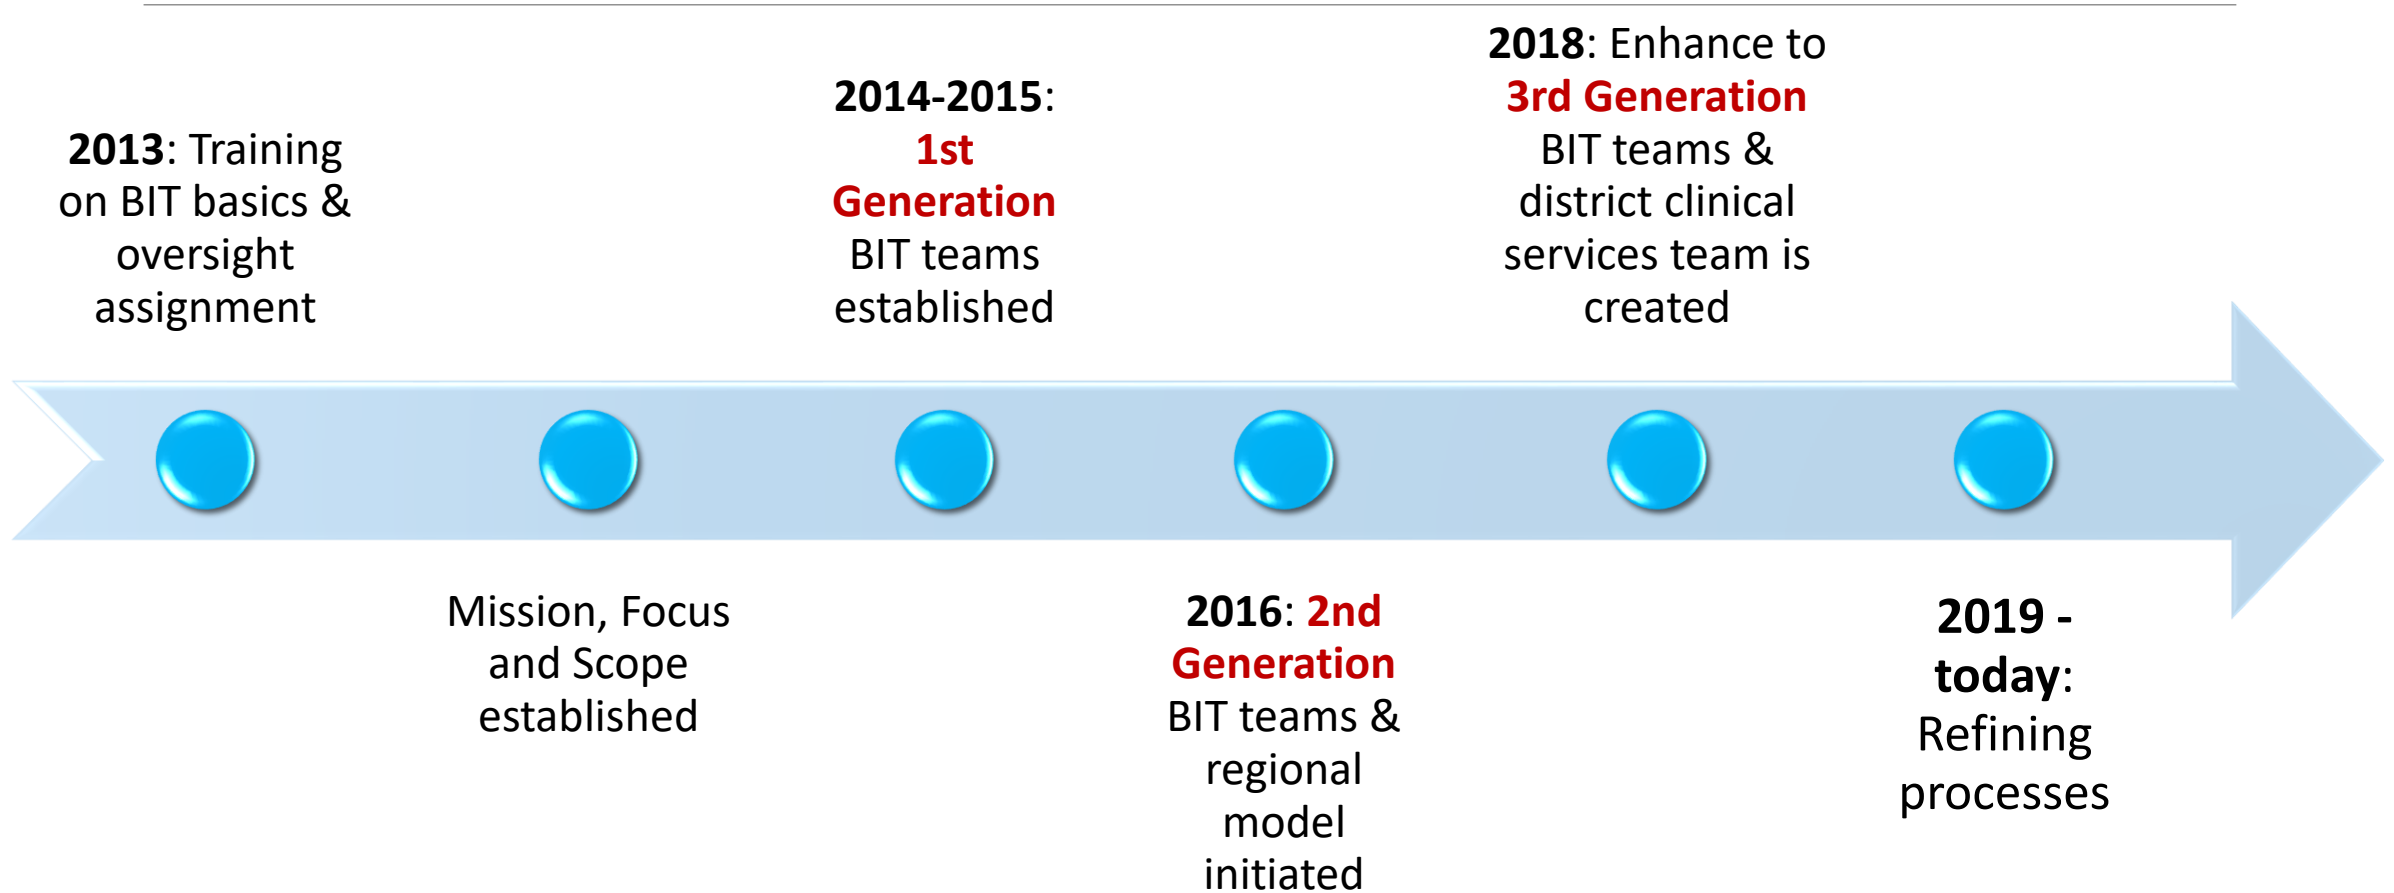 2013: Training
on BIT basics &
oversight
assignment
Mission, Focus
and Scope
established
2014-2015:
1st
Generation
BIT teams
established
2016: 2nd
Generation
BIT teams &
regional
model
initiated
2018: Enhance to
3rd Generation
BIT teams &
district clinical
services team is
created
2019 -
today:
Refining
processes